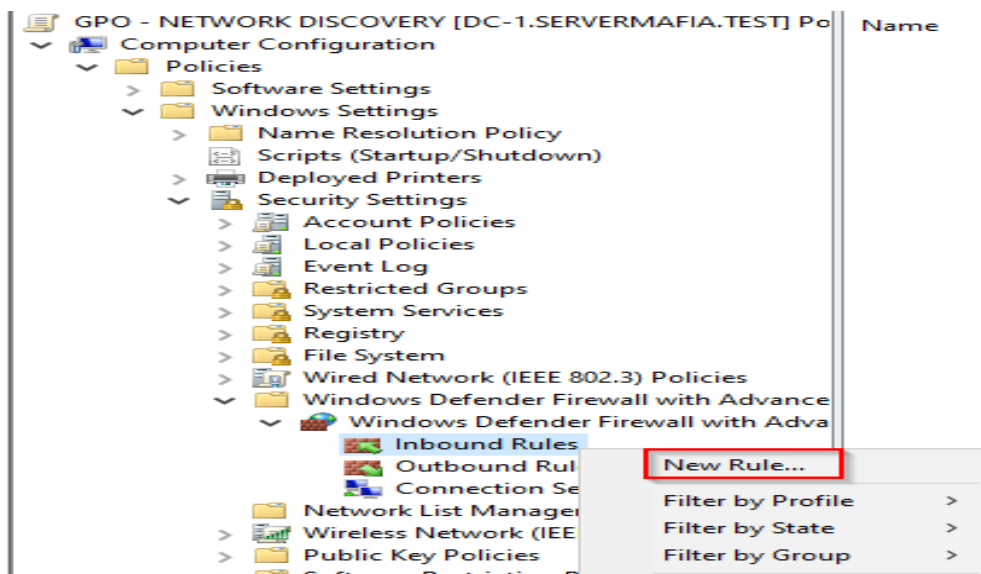 GPO - NETWORK DISCOVERY [DC-1.SERVERMAFIA.TEST] Po
Name
Computer Configuration
Policies
Software Settings
Windows Settings
Name Resolution Policy
Scripts (Startup/Shutdown)
Deployed Printers
Security Settings
Account Policies
Local Policies
Event Log
Restricted Groups
System Services
Registry
File System
Wired Network (IEEE 802.3) Policies
Windows Defender Firewall with Advance
Windows Defender Firewall with Adva
Inbound Rules
Outbound Rul
Connection Se
Network List Manager
Wireless Network (IEE
Public Key Policies
New Rule...
Filter by Profile
Filter by State
Filter by Group